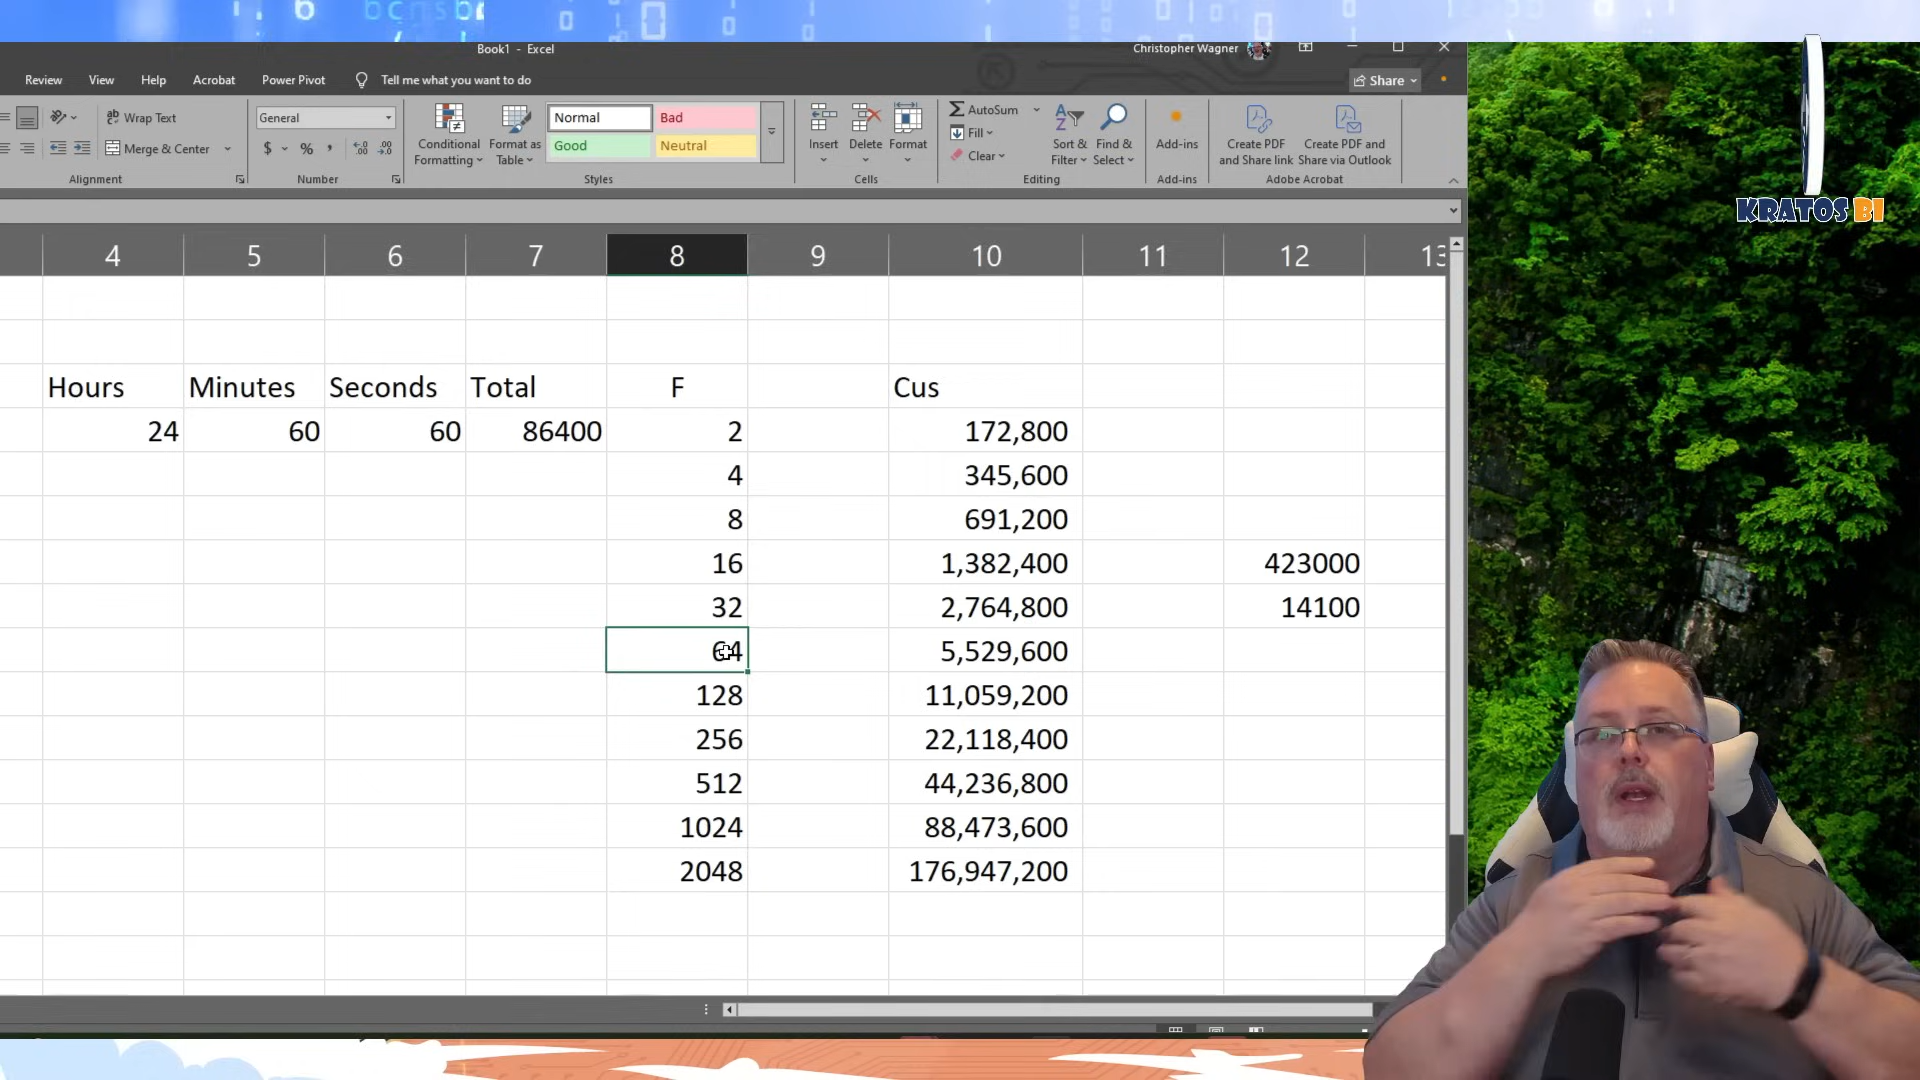 Book1 - Excel
Christopher Wagner
Review View Help Acrobat Power Pivot Tell me what you want to do
Share
Wrap Text
General
Merge & Center
$ % ,
Conditional Formatting
Format as Table
Normal Bad
Good Neutral
Insert Delete Format
AutoSum
Fill
Clear
Sort & Filter
Find & Select
Add-ins
Create PDF and Share link
Create PDF and Share via Outlook
Alignment Number Styles Cells Editing Add-ins Adobe Acrobat
KRATOS BI
4 5 6 7 8 9 10 11 12 13
Hours Minutes Seconds Total F Cus
24 60 60 86400 2 172,800
4 345,600
8 691,200
16 1,382,400 423000
32 2,764,800 14100
64 5,529,600
128 11,059,200
256 22,118,400
512 44,236,800
1024 88,473,600
2048 176,947,200